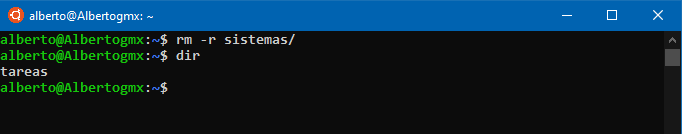 alberto@Albertogmx: ~
alberto@Albertogmx:~$ rm -r sistemas/
alberto@Albertogmx:~$ dir
tareas
alberto@Albertogmx:~$